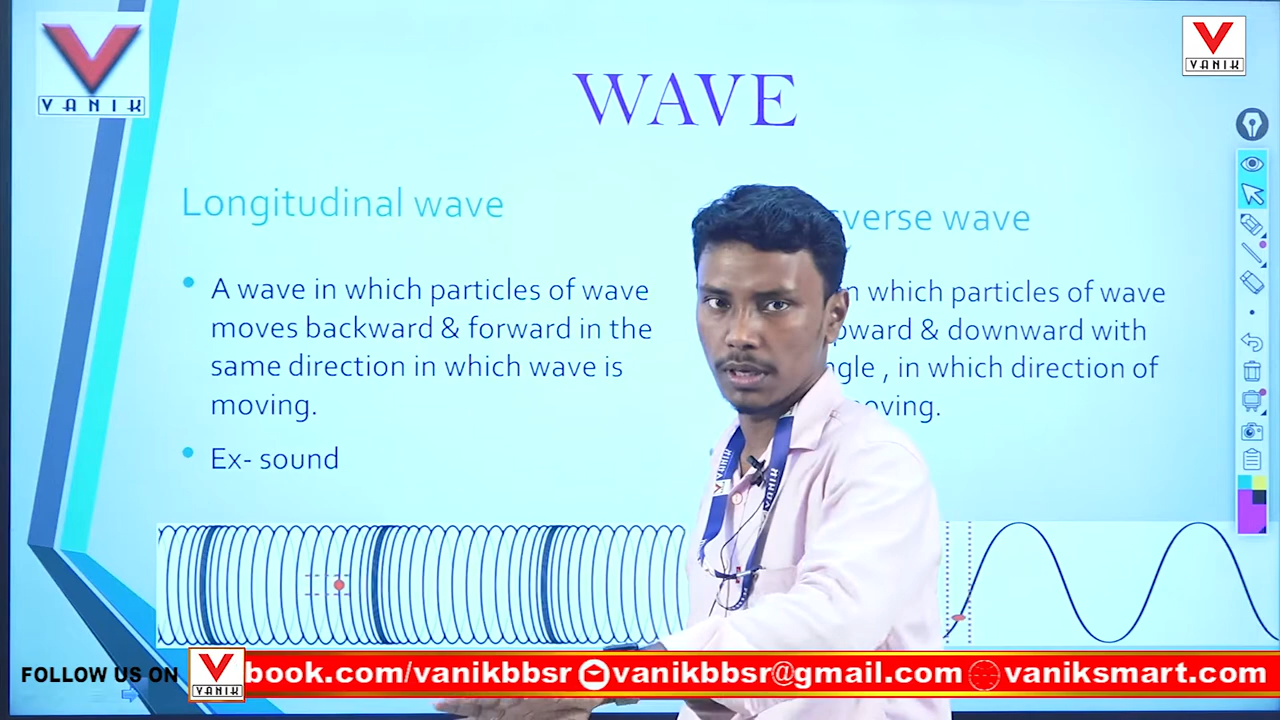 VANIK
VANIK
WAVE
Longitudinal wave
verse wave
• A wave in which particles of wave
moves backward & forward in the
same direction in which wave is
moving.
• Ex- sound
n which particles of wave
pward & downward with
ngle , in which direction of
oving.
VANIK
VANIK
FOLLOW US ON
VANIK
book.com/vanikbbsr
vanikbbsr@gmail.com
vaniksmart.com